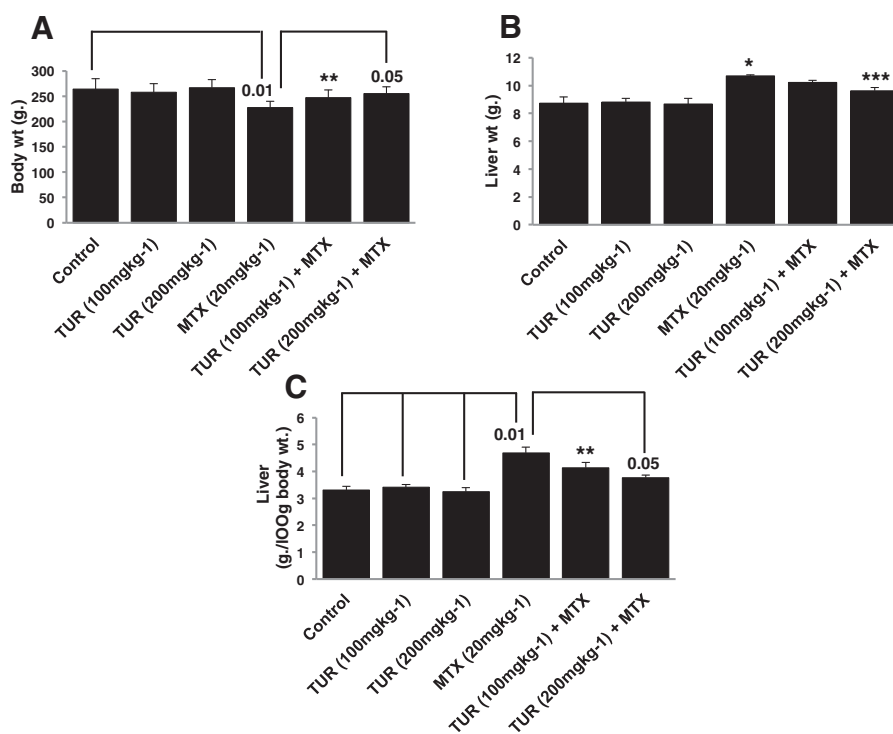 A
Body wt (g.)
300
250
200
150
100
50
0
0.01
**
0.05
Control
TUR (100mgkg-1)
TUR (200mgkg-1)
MTX (20mgkg-1)
TUR (100mgkg-1) + MTX
TUR (200mgkg-1) + MTX
B
Liver wt (g.)
12
10
8
6
4
2
0
*
***
Control
TUR (100mgkg-1)
TUR (200mgkg-1)
MTX (20mgkg-1)
TUR (100mgkg-1) + MTX
TUR (200mgkg-1) + MTX
C
Liver
(g./IOOg body wt.)
6
5
4
3
2
1
0
0.01
**
0.05
Control
TUR (100mgkg-1)
TUR (200mgkg-1)
MTX (20mgkg-1)
TUR (100mgkg-1) + MTX
TUR (200mgkg-1) + MTX